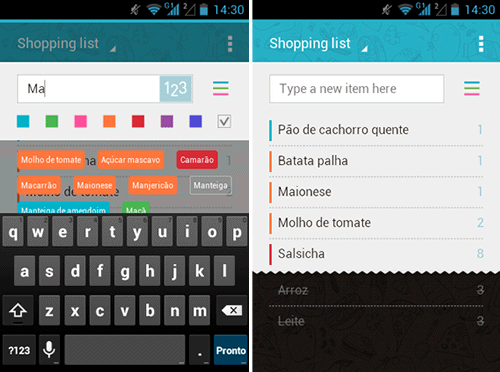 G 1 14:30
Shopping list
Ma
123
Molho de tomate Açúcar mascavo Camarão
Macarrão Maionese Manjericão Manteiga
Manteiga de amendoim Maçã
q w e r t y u i o p
a s d f g h j k l
z x c v b n m
?123 . Pronto
G 1 14:30
Shopping list
Type a new item here
Pão de cachorro quente 1
Batata palha 1
Maionese 1
Molho de tomate 2
Salsicha 8
Arroz 3
Leite 3